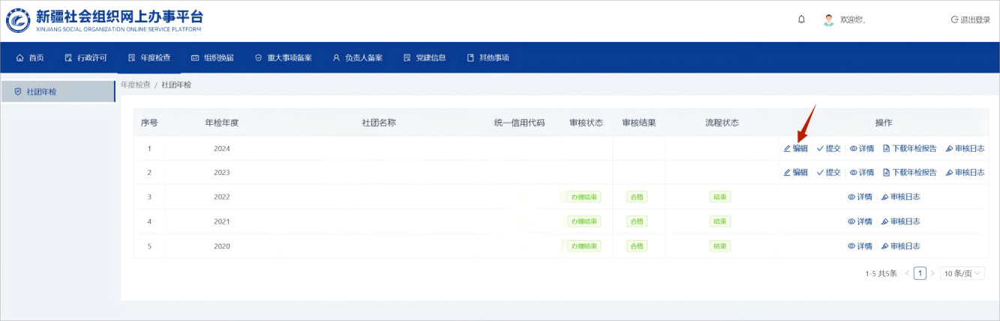 新疆社会组织网上办事平台
XINJIANG SOCIAL ORGANIZATION ONLINE SERVICE PLATFORM
欢迎您,
退出登录
首页 行政许可 年度检查 组织换届 重大事项备案 负责人备案 党建信息 其他事项
社团年检
年度检查 / 社团年检
序号 年检年度 社团名称 统一信用代码 审核状态 审核结果 流程状态 操作
1 2024 编辑 提交 详情 下载年检报告 审核日志
2 2023 编辑 提交 详情 下载年检报告 审核日志
3 2022 办理结束 合格 结束 详情 审核日志
4 2021 办理结束 合格 结束 详情 审核日志
5 2020 办理结束 合格 结束 详情 审核日志
1-5 共5条 < 1 > 10 条/页